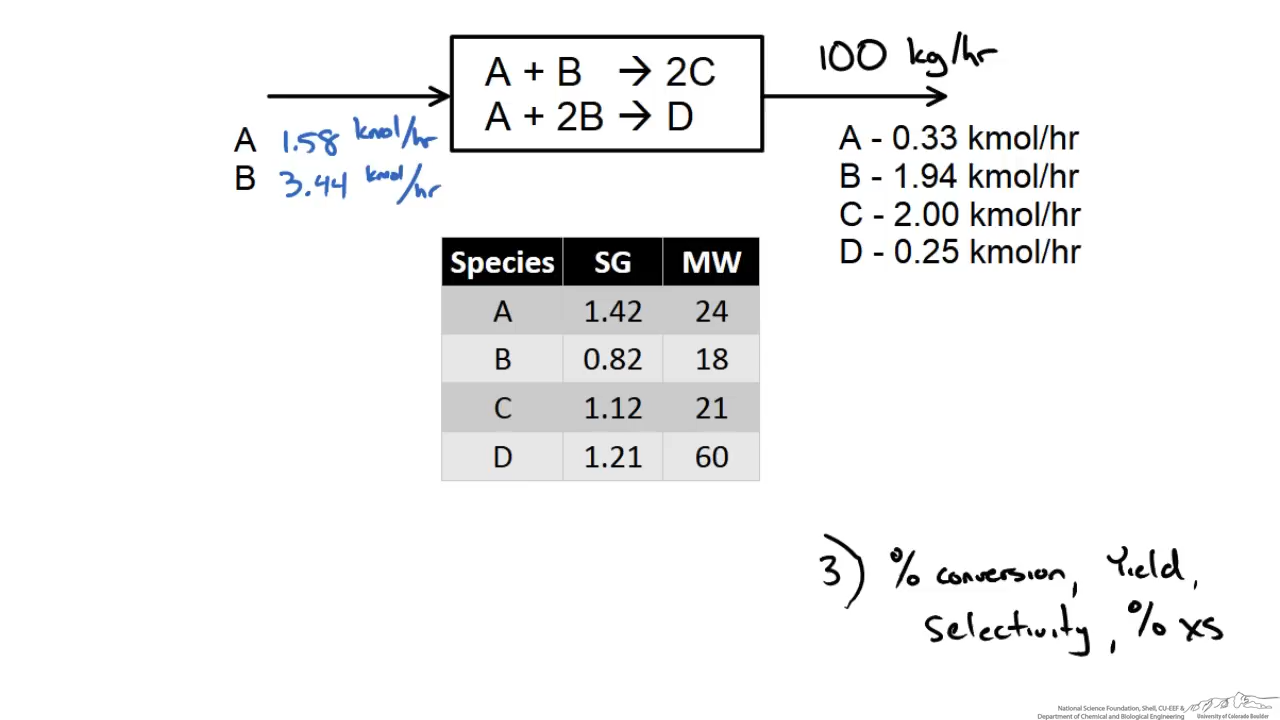 A + B → 2C
A + 2B → D
100 kg/hr
A 1.58 kmol/hr
B 3.44 kmol/hr
A - 0.33 kmol/hr
B - 1.94 kmol/hr
C - 2.00 kmol/hr
D - 0.25 kmol/hr
Species SG MW
A 1.42 24
B 0.82 18
C 1.12 21
D 1.21 60
3) % conversion, Yield,
Selectivity, % xs
National Science Foundation, Shell, CU-EEF &
Department of Chemical and Biological Engineering
University of Colorado Boulder